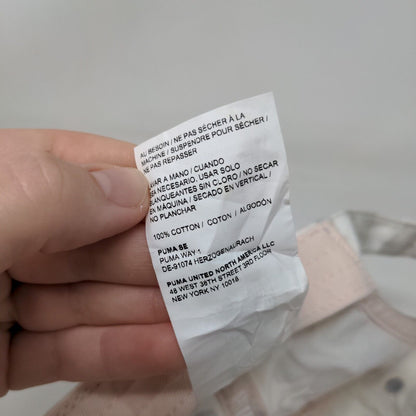 AU BESOIN / NE PAS SÉCHER À LA
MACHINE / SUSPENDRE POUR SÉCHER /
NE PAS REPASSER
LAVAR A MANO / CUANDO
SEA NECESARIO, USAR SOLO
BLANQUEANTES SIN CLORO / NO SECAR
EN MÁQUINA / SECADO EN VERTICAL /
NO PLANCHAR
100% COTTON / COTON / ALGODÓN
PUMA SE
PUMA WAY 1
DE-91074 HERZOGENAURACH
PUMA UNITED NORTH AMERICA LLC
48 WEST 38TH STREET 3RD FLOOR
NEW YORK NY 10018